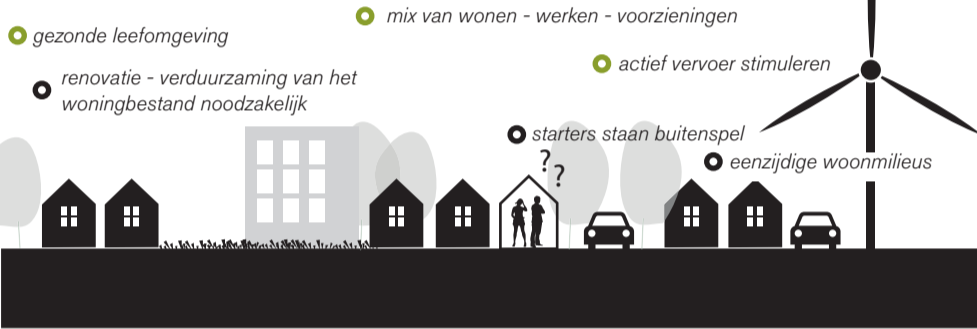 mix van wonen - werken - voorzieningen
gezonde leefomgeving
actief vervoer stimuleren
renovatie - verduurzaming van het
woningbestand noodzakelijk
starters staan buitenspel
?
?
eenzijdige woonmilieus